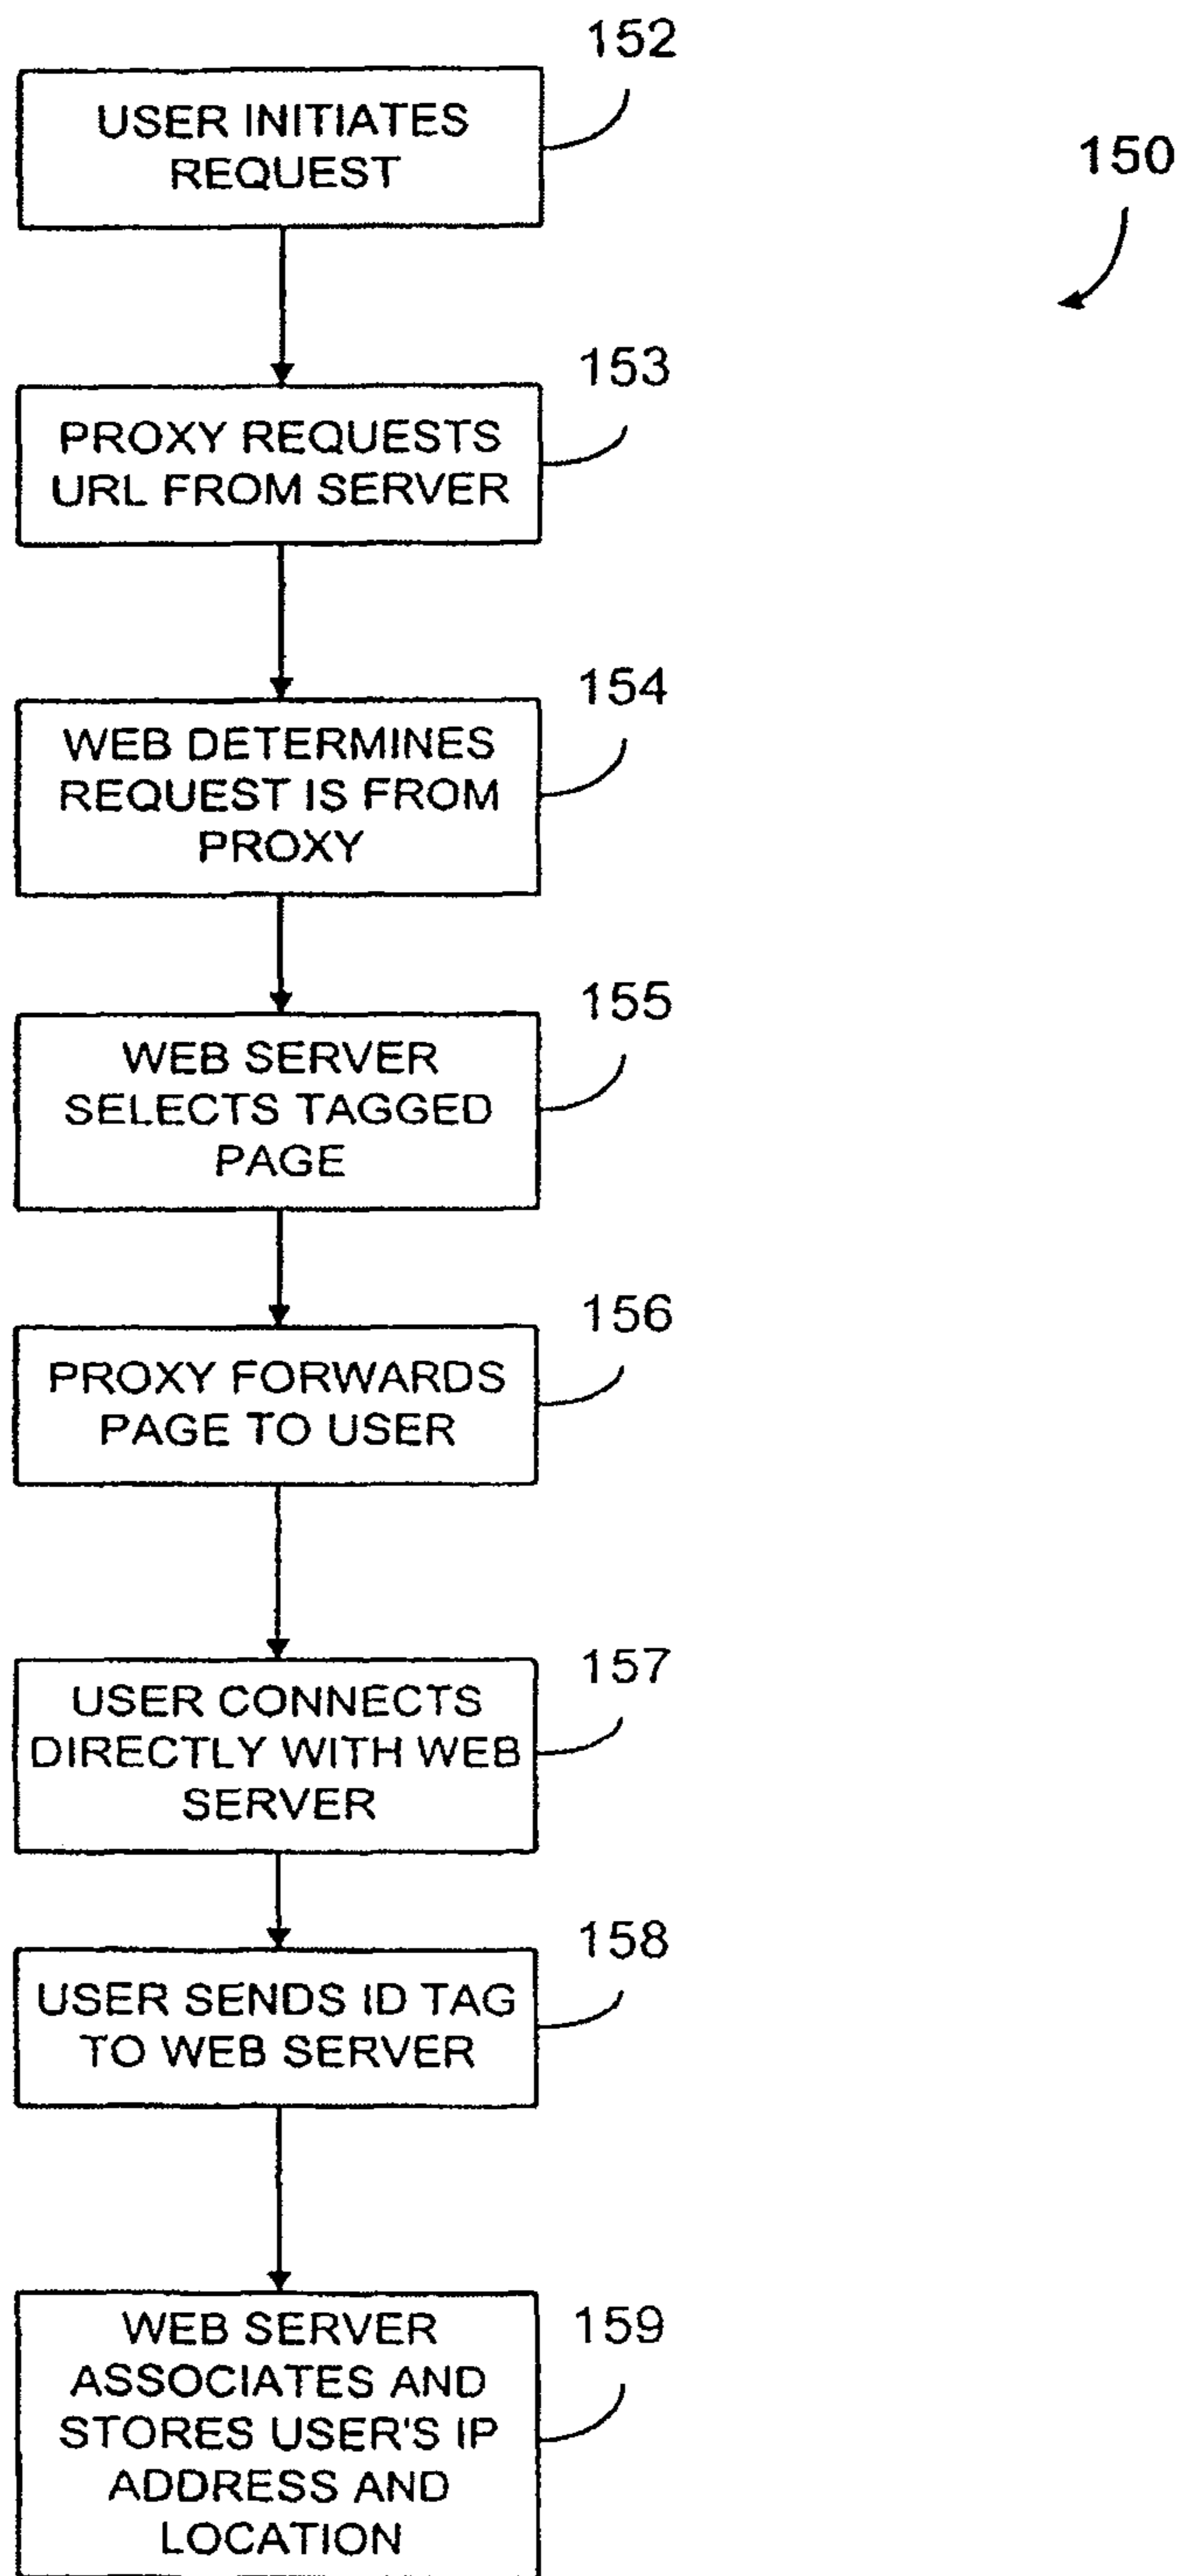 152
USER INITIATES
REQUEST
150
153
PROXY REQUESTS
URL FROM SERVER
154
WEB DETERMINES
REQUEST IS FROM
PROXY
155
WEB SERVER
SELECTS TAGGED
PAGE
156
PROXY FORWARDS
PAGE TO USER
157
USER CONNECTS
DIRECTLY WITH WEB
SERVER
158
USER SENDS ID TAG
TO WEB SERVER
159
WEB SERVER
ASSOCIATES AND
STORES USER'S IP
ADDRESS AND
LOCATION